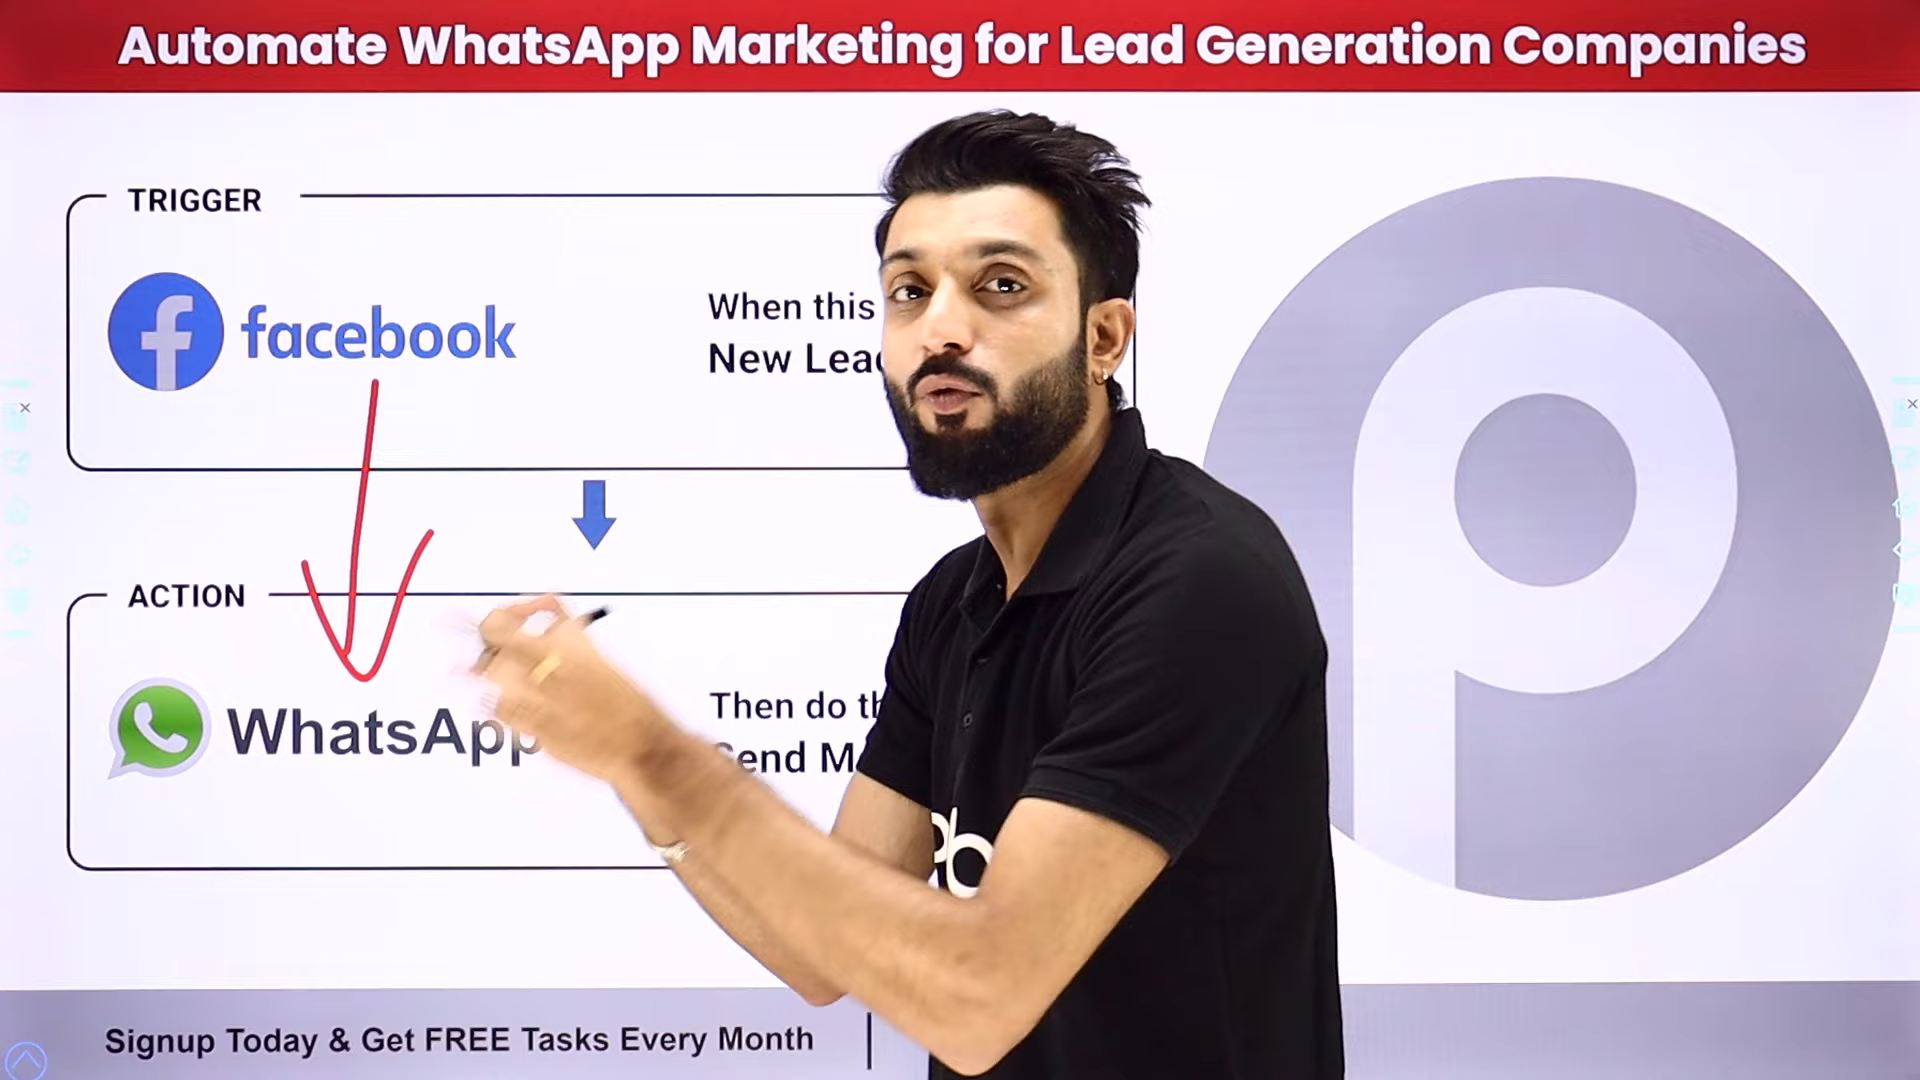 Automate WhatsApp Marketing for Lead Generation Companies
TRIGGER
facebook
When this
New
ACTION
WhatsApp
Then do
Signup Today & Get FREE Tasks Every Month